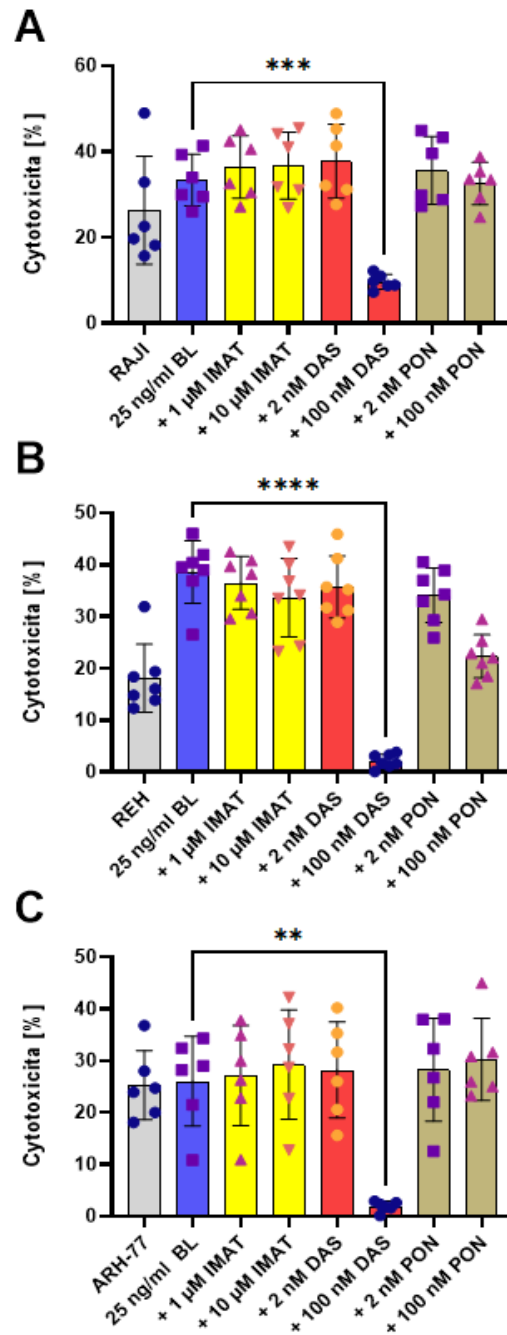 A
***
Cytotoxicita [%]
60
40
20
0
RAJI
25 ng/ml BL
+ 1 µM IMAT
+ 10 µM IMAT
+ 2 nM DAS
+ 100 nM DAS
+ 2 nM PON
+ 100 nM PON
B
****
Cytotoxicita [%]
50
40
30
20
10
0
REH
25 ng/ml BL
+ 1 µM IMAT
+ 10 µM IMAT
+ 2 nM DAS
+ 100 nM DAS
+ 2 nM PON
+ 100 nM PON
C
**
Cytotoxicita [%]
50
40
30
20
10
0
ARH-77
25 ng/ml BL
+ 1 µM IMAT
+ 10 µM IMAT
+ 2 nM DAS
+ 100 nM DAS
+ 2 nM PON
+ 100 nM PON